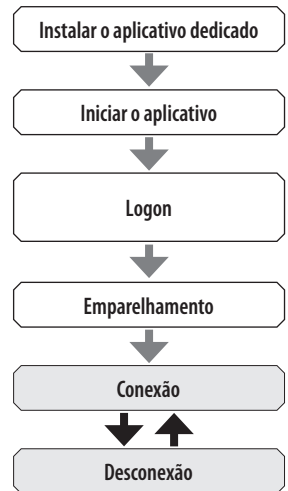 Instalar o aplicativo dedicado
Iniciar o aplicativo
Logon
Emparelhamento
Conexão
Desconexão